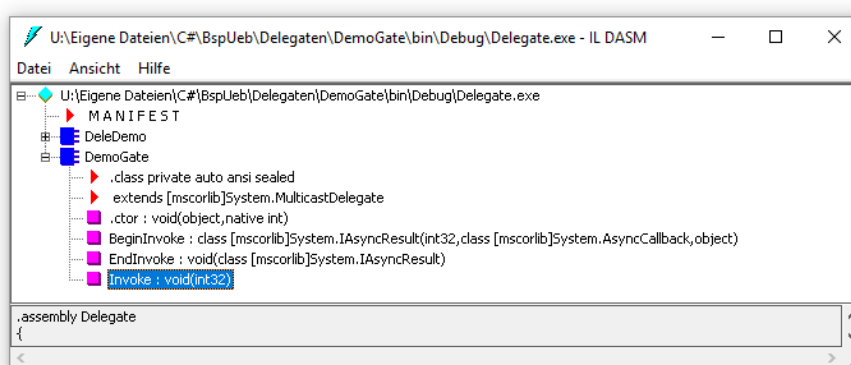 U:\Eigene Dateien\C#\BspUeb\Delegaten\DemoGate\bin\Debug\Delegate.exe - IL DASM
Datei Ansicht Hilfe
U:\Eigene Dateien\C#\BspUeb\Delegaten\DemoGate\bin\Debug\Delegate.exe
M A N I F E S T
DeleDemo
DemoGate
.class private auto ansi sealed
extends [mscorlib]System.MulticastDelegate
.ctor : void(object,native int)
BeginInvoke : class [mscorlib]System.IAsyncResult(int32,class [mscorlib]System.AsyncCallback,object)
EndInvoke : void(class [mscorlib]System.IAsyncResult)
Invoke : void(int32)
.assembly Delegate
{